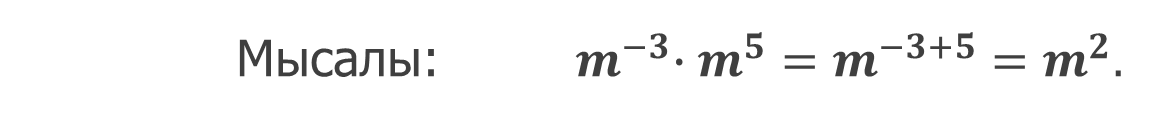 Мысалы: m⁻³ · m⁵ = m⁻³⁺⁵ = m².